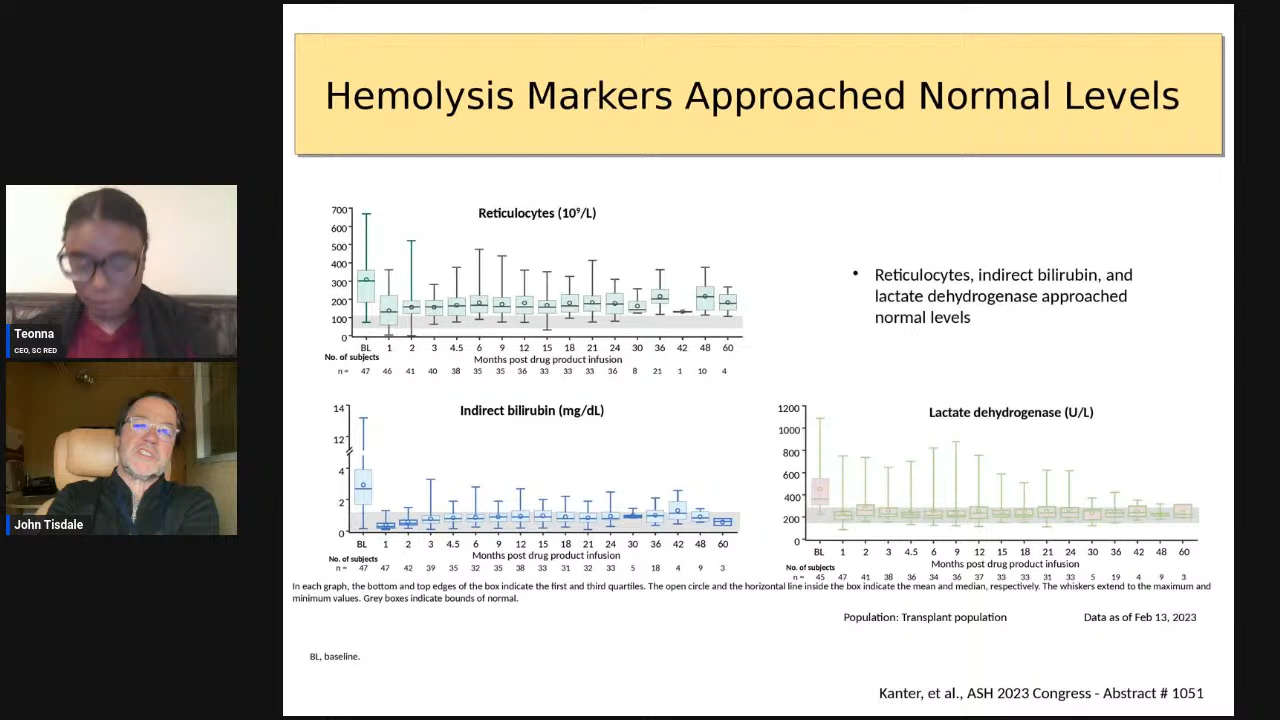 Hemolysis Markers Approached Normal Levels
Reticulocytes (10⁹/L)
700
600
500
400
300
200
100
0
BL 1 2 3 4.5 6 9 12 15 18 21 24 30 36 42 48 60
No. of subjects
Months post drug product infusion
n = 47 46 41 40 38 35 35 36 33 33 33 36 8 21 1 10 4
• Reticulocytes, indirect bilirubin, and
lactate dehydrogenase approached
normal levels
Teonna
CEO, SC RED
John Tisdale
Indirect bilirubin (mg/dL)
14
12
4
2
0
BL 1 2 3 4.5 6 9 12 15 18 21 24 30 36 42 48 60
Months post drug product infusion
No. of subjects
n = 47 47 42 39 35 35 32 38 33 31 32 33 5 18 4 9 3
Lactate dehydrogenase (U/L)
1200
1000
800
600
400
200
0
BL 1 2 3 4.5 6 9 12 15 18 21 24 30 36 42 48 60
Months post drug product infusion
No. of subjects
n = 45 47 41 38 36 34 36 37 33 33 31 33 5 19 4 9 3
In each graph, the bottom and top edges of the box indicate the first and third quartiles. The open circle and the horizontal line inside the box indicate the mean and median, respectively. The whiskers extend to the maximum and
minimum values. Grey boxes indicate bounds of normal.
Population: Transplant population
Data as of Feb 13, 2023
BL, baseline.
Kanter, et al., ASH 2023 Congress - Abstract # 1051